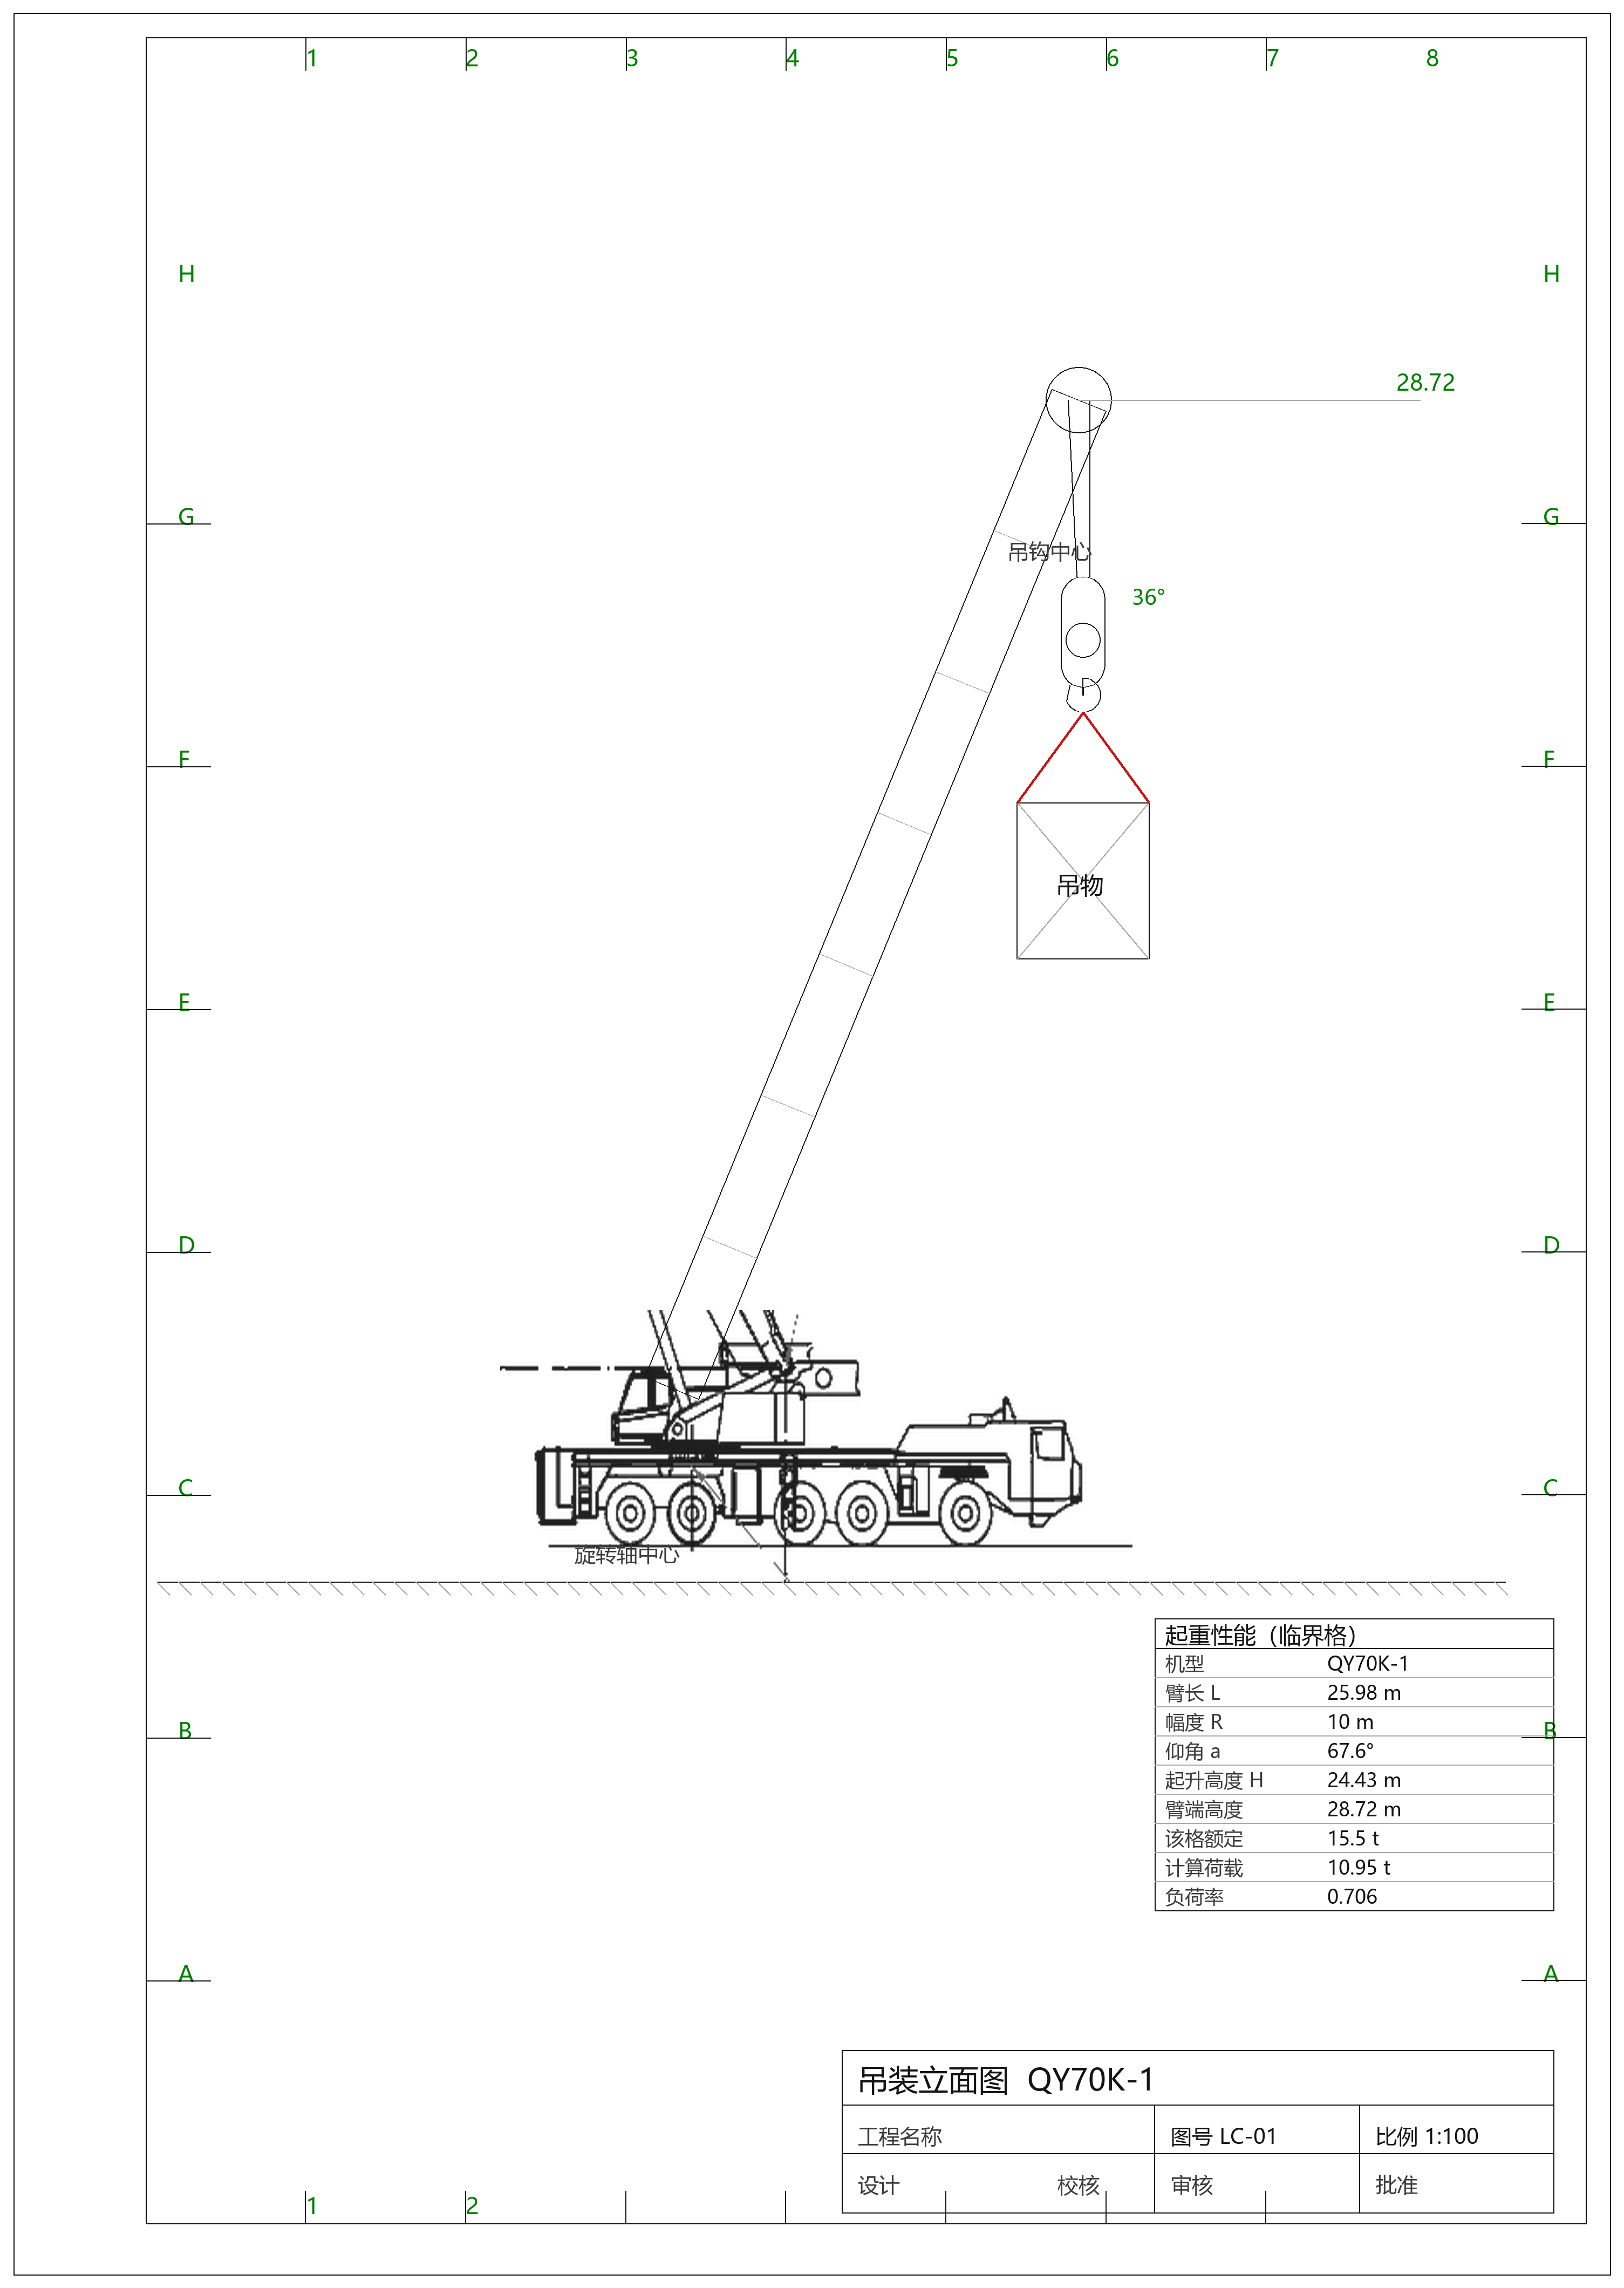 1 2 3 4 5 6 7 8
H H
28.72
G G
吊钩中心
36°
F F
吊物
E E
D D
C C
旋转轴中心
起重性能（临界格）
机型 QY70K-1
臂长 L 25.98 m
幅度 R 10 m
B B
仰角 a 67.6°
起升高度 H 24.43 m
臂端高度 28.72 m
该格额定 15.5 t
计算荷载 10.95 t
负荷率 0.706
A A
吊装立面图 QY70K-1
工程名称 图号 LC-01 比例 1:100
设计 校核 审核 批准
1 2